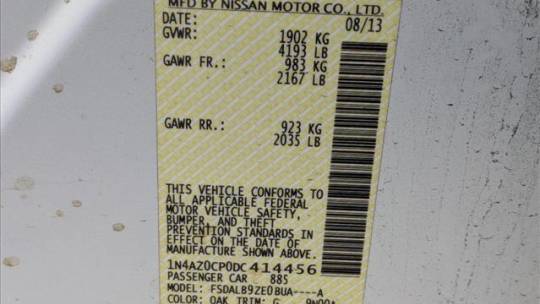 MFD BY NISSAN MOTOR CO., LTD.
DATE: 08/13
GVWR: 1902 KG
4193 LB
GAWR FR.: 983 KG
2167 LB
GAWR RR.: 923 KG
2035 LB
THIS VEHICLE CONFORMS TO
ALL APPLICABLE FEDERAL
MOTOR VEHICLE SAFETY,
BUMPER, AND THEFT
PREVENTION STANDARDS IN
EFFECT ON THE DATE OF
MANUFACTURE SHOWN ABOVE.
1N4AZ0CP0DC414456
PASSENGER CAR 885
MODEL: FSDALB9ZE0BUA----A
COLOR: QAK TRIM: G